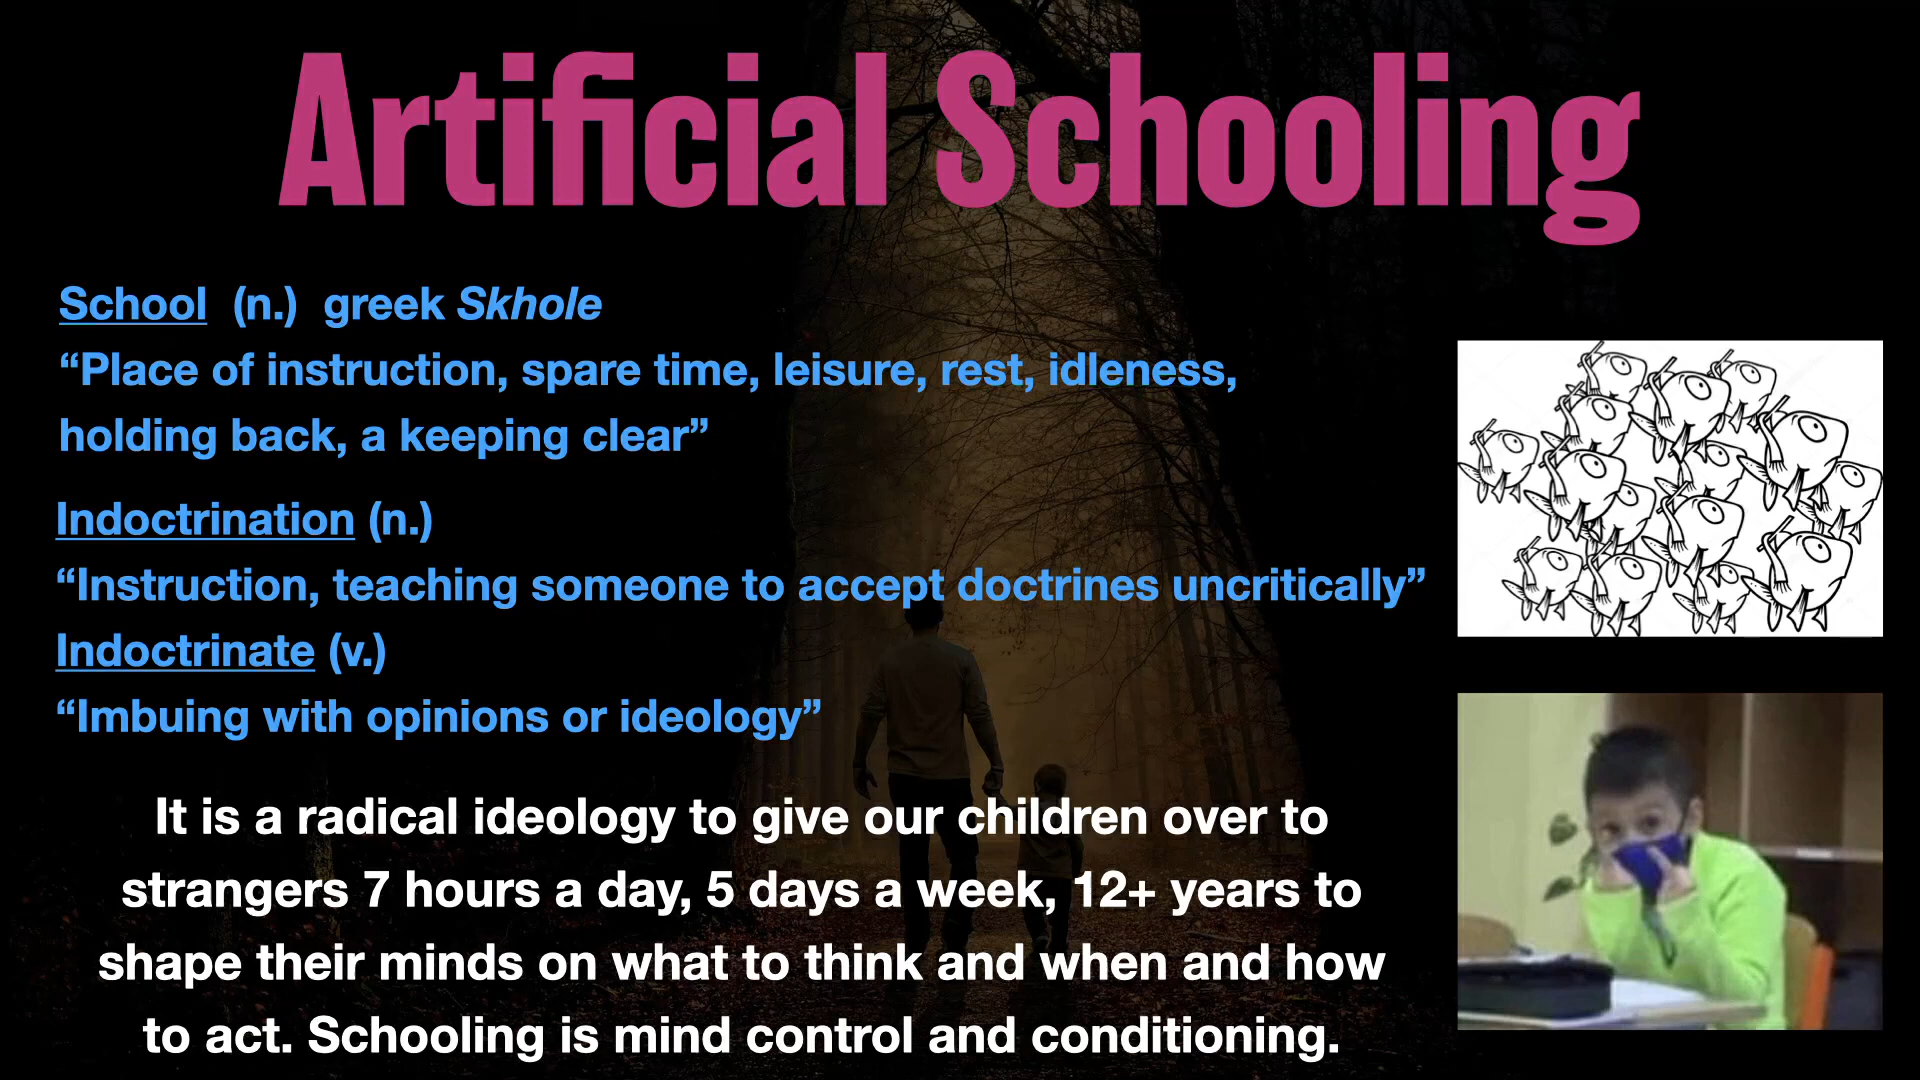 Artificial Schooling
School (n.) greek Skhole
“Place of instruction, spare time, leisure, rest, idleness,
holding back, a keeping clear”
Indoctrination (n.)
“Instruction, teaching someone to accept doctrines uncritically”
Indoctrinate (v.)
“Imbuing with opinions or ideology”
It is a radical ideology to give our children over to
strangers 7 hours a day, 5 days a week, 12+ years to
shape their minds on what to think and when and how
to act. Schooling is mind control and conditioning.